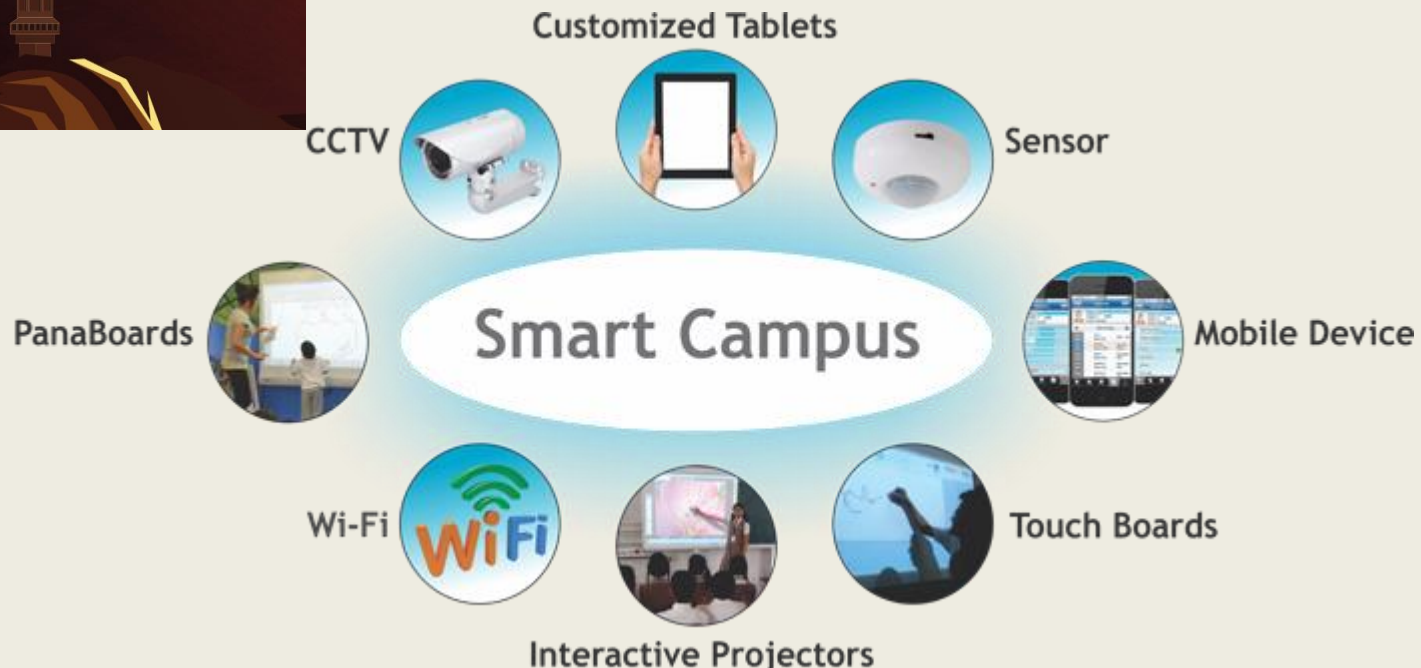 Customized Tablets
CCTV
Sensor
PanaBoards
Smart Campus
Mobile Device
Wi-Fi
WiFi
Touch Boards
Interactive Projectors